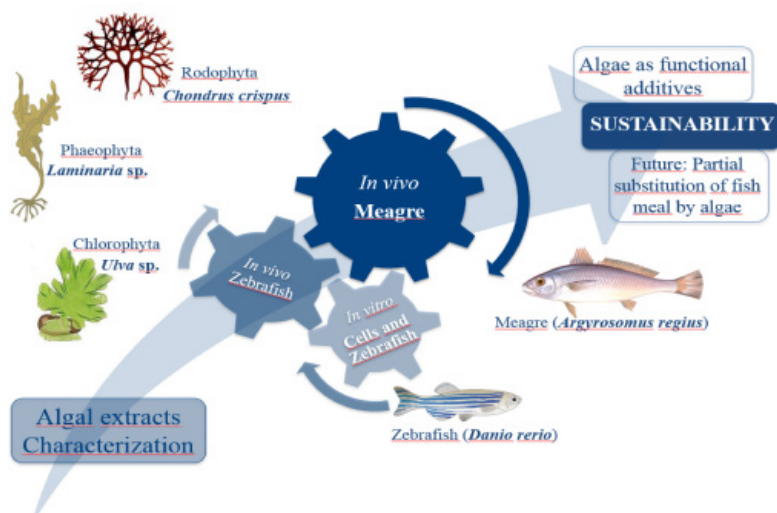 Rodophyta
Chondrus crispus
Phaeophyta
Laminaria sp.
Chlorophyta
Ulva sp.
Algal extracts
Characterization
In vivo
Zebrafish
In vitro
Cells and
Zebrafish
In vivo
Meagre
Zebrafish (Danio rerio)
Meagre (Argyrosomus regius)
Algae as functional
additives
SUSTAINABILITY
Future: Partial
substitution of fish
meal by algae